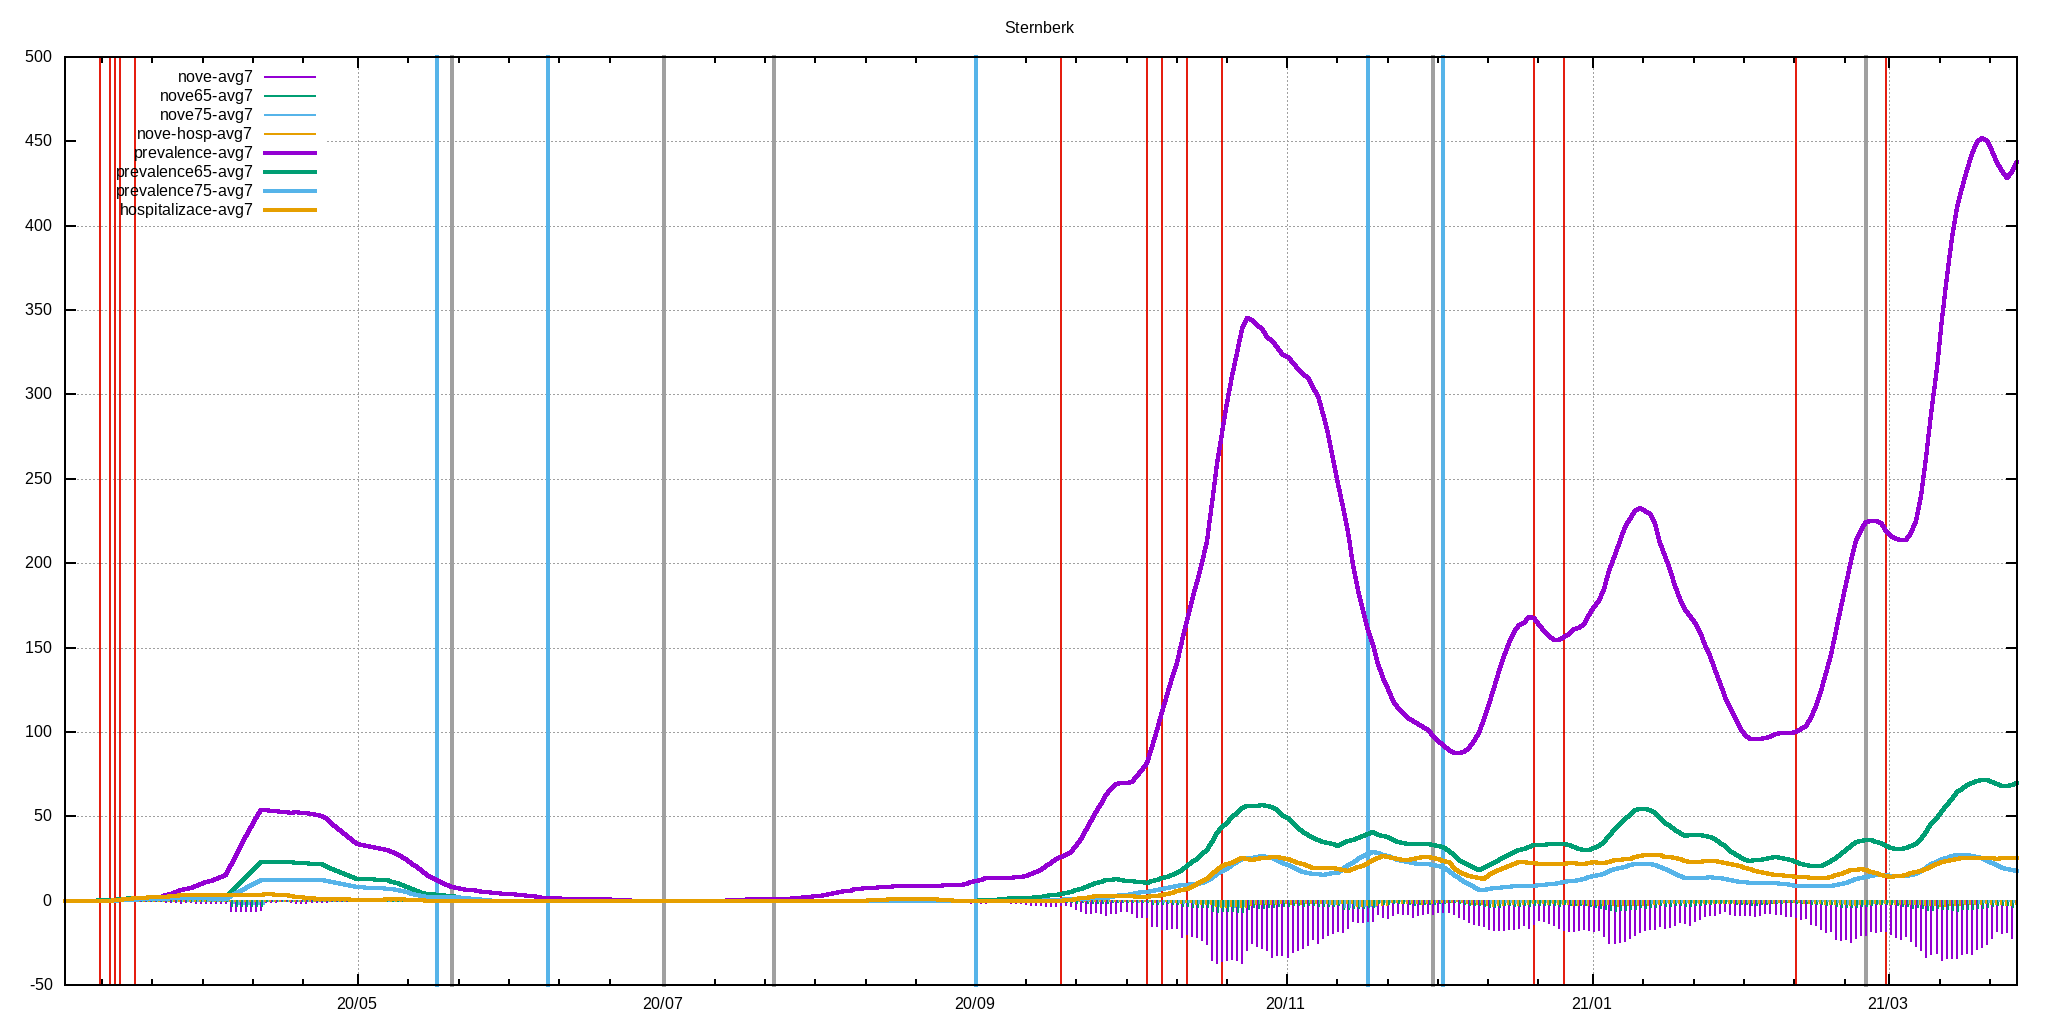 Sternberk
500
450
400
350
300
250
200
150
100
50
0
-50
nove-avg7
nove65-avg7
nove75-avg7
nove-hosp-avg7
prevalence-avg7
prevalence65-avg7
prevalence75-avg7
hospitalizace-avg7
20/05 20/07 20/09 20/11 21/01 21/03